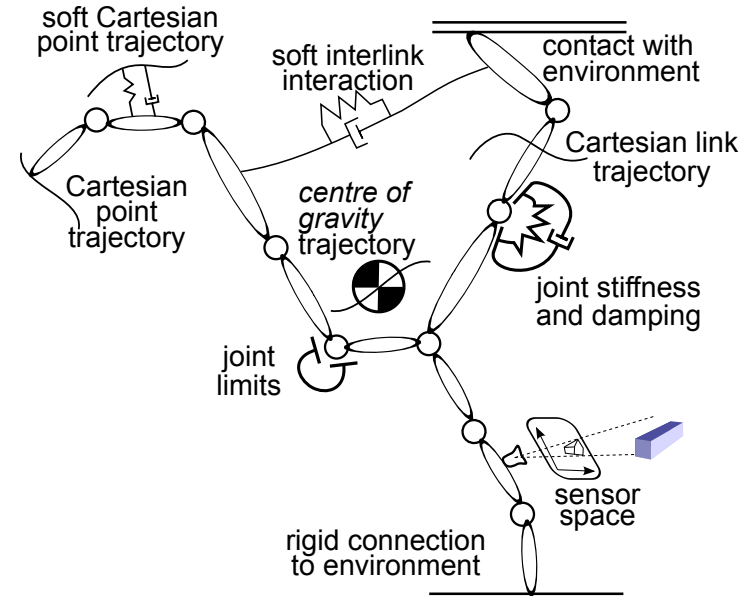 soft Cartesian
point trajectory
soft interlink
interaction
contact with
environment
Cartesian link
trajectory
Cartesian
point
trajectory
centre of
gravity
trajectory
joint stiffness
and damping
joint
limits
sensor
space
rigid connection
to environment